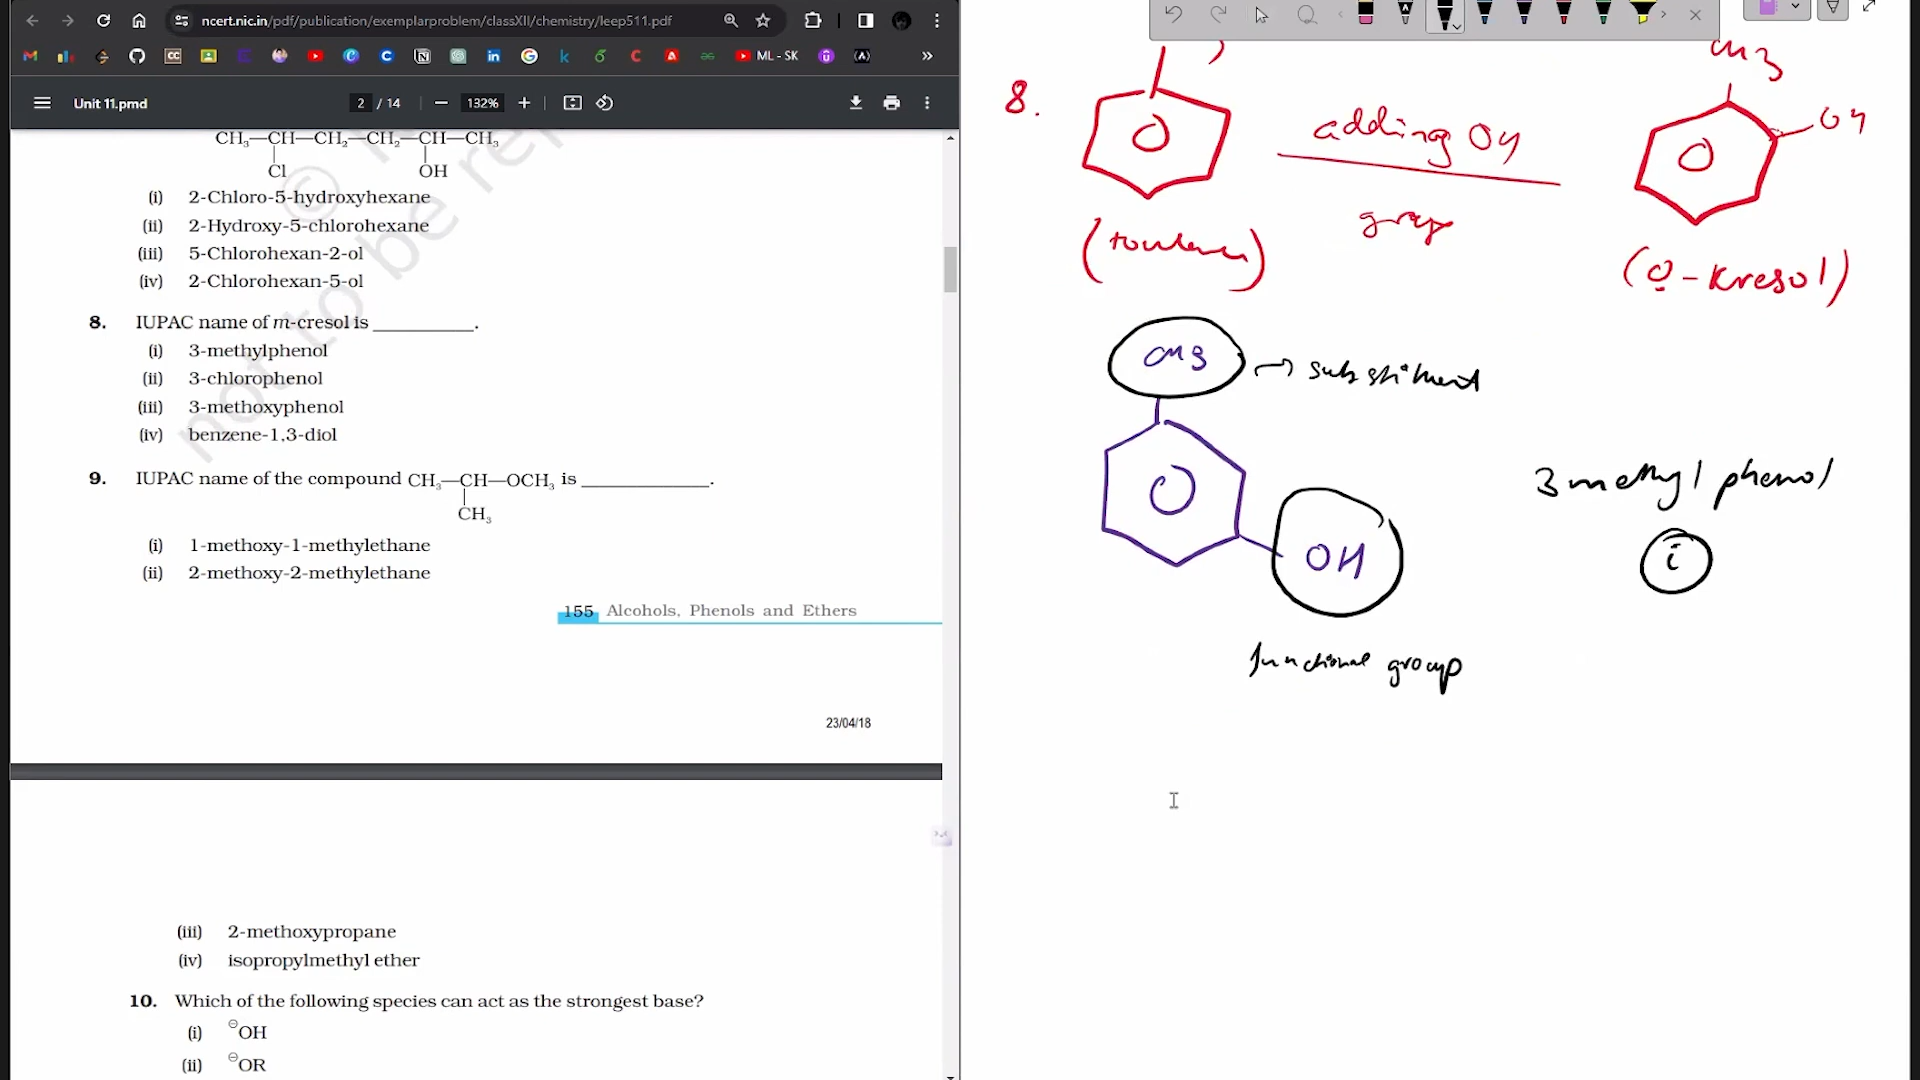 ncert.nic.in/pdf/publication/exemplarproblem/classXII/chemistry/leep511.pdf
ML - SK
Unit 11.pmd
2 / 14
132%
CH₃—CH—CH₂—CH₂—CH—CH₃
Cl OH
(i) 2-Chloro-5-hydroxyhexane
(ii) 2-Hydroxy-5-chlorohexane
(iii) 5-Chlorohexan-2-ol
(iv) 2-Chlorohexan-5-ol
8. IUPAC name of m-cresol is __________.
(i) 3-methylphenol
(ii) 3-chlorophenol
(iii) 3-methoxyphenol
(iv) benzene-1,3-diol
9. IUPAC name of the compound CH₃—CH—OCH₃ is _____________.
CH₃
(i) 1-methoxy-1-methylethane
(ii) 2-methoxy-2-methylethane
155 Alcohols, Phenols and Ethers
23/04/18
(iii) 2-methoxypropane
(iv) isopropylmethyl ether
10. Which of the following species can act as the strongest base?
(i) ⊖OH
(ii) ⊖OR
© 
not to be rep
8.
adding OH
group
CH3
OH
(o-kresol)
CH3 → substituent
OH
functional group
3 methyl phenol
i